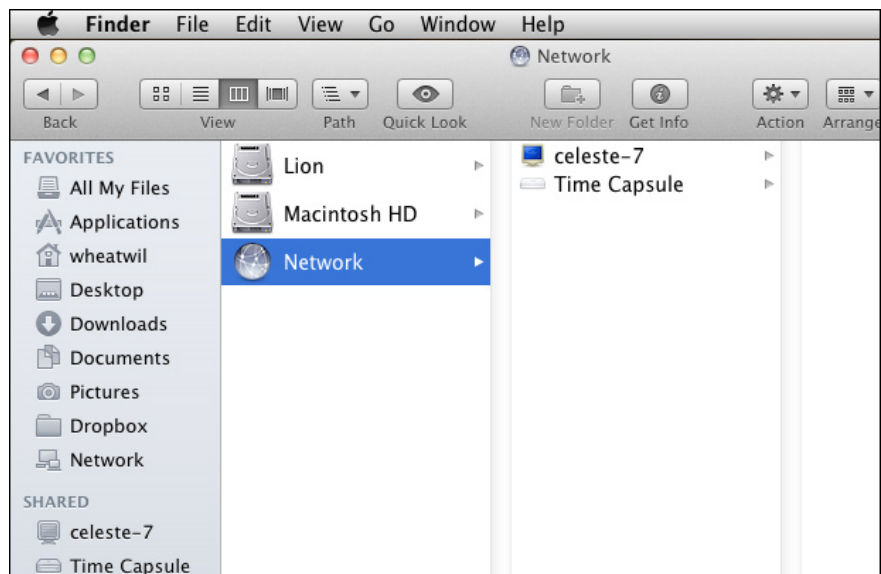 Finder File Edit View Go Window Help
Network
Back View Path Quick Look New Folder Get Info Action Arrange
FAVORITES
All My Files
Applications
wheatwil
Desktop
Downloads
Documents
Pictures
Dropbox
Network
SHARED
celeste-7
Time Capsule
Lion
Macintosh HD
Network
celeste-7
Time Capsule